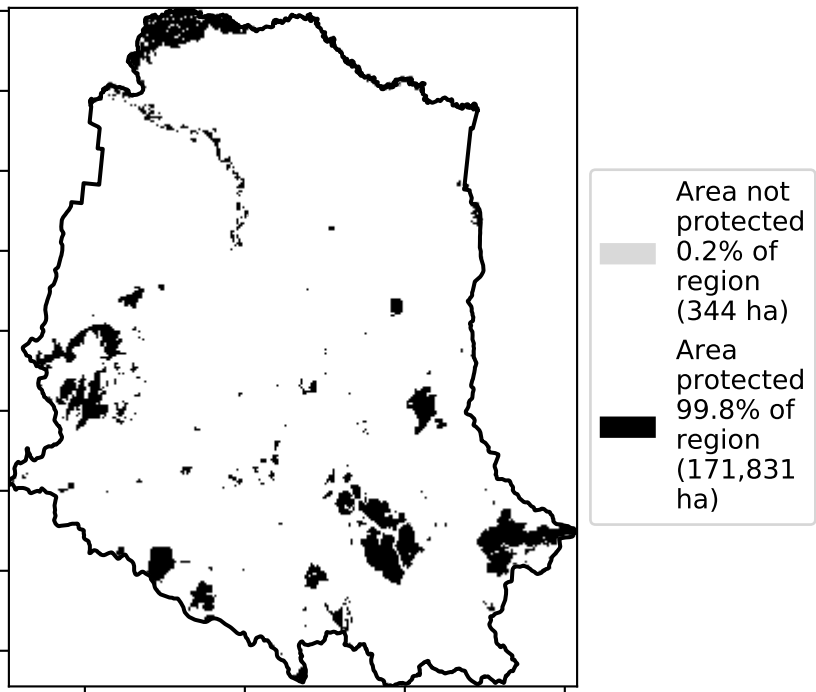 Area not
protected
0.2% of
region
(344 ha)
Area
protected
99.8% of
region
(171,831
ha)